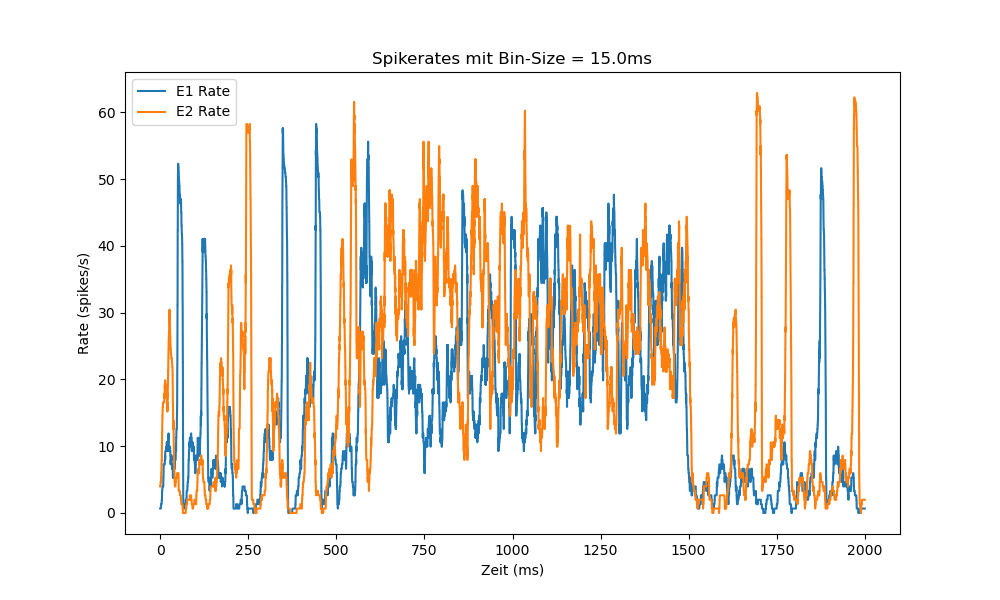 Spikerates mit Bin-Size = 15.0ms
E1 Rate
E2 Rate
Rate (spikes/s)
60
50
40
30
20
10
0
0 250 500 750 1000 1250 1500 1750 2000
Zeit (ms)